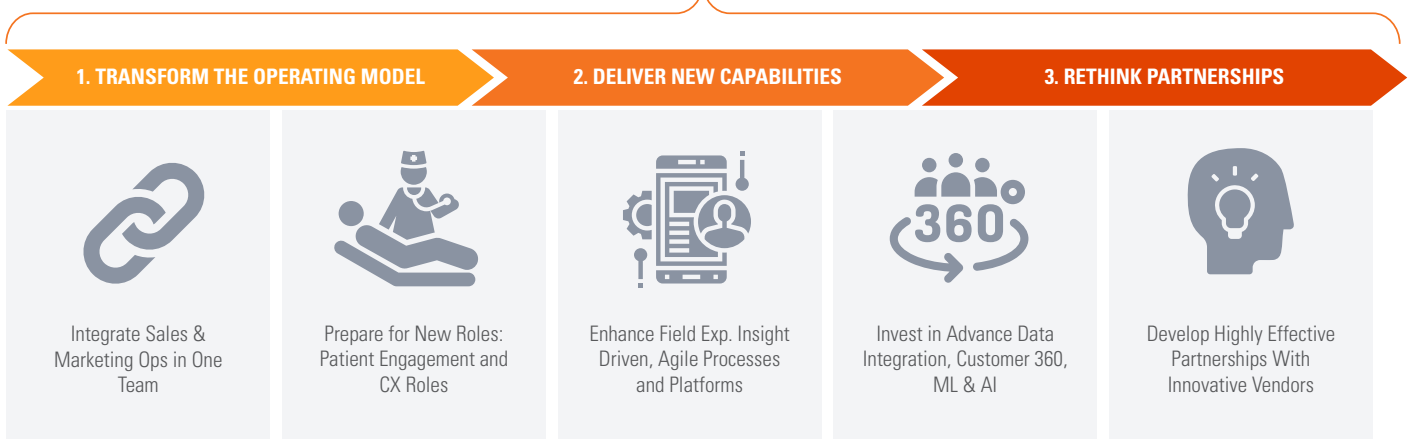 1. TRANSFORM THE OPERATING MODEL
2. DELIVER NEW CAPABILITIES
3. RETHINK PARTNERSHIPS
Integrate Sales &
Marketing Ops in One
Team
Prepare for New Roles:
Patient Engagement and
CX Roles
Enhance Field Exp. Insight
Driven, Agile Processes
and Platforms
360
Invest in Advance Data
Integration, Customer 360,
ML & AI
Develop Highly Effective
Partnerships With
Innovative Vendors